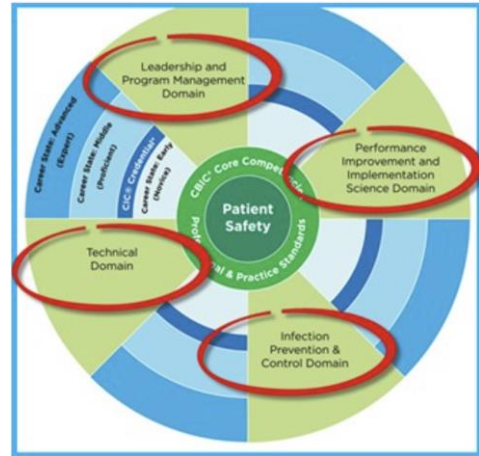 Leadership and
Program Management
Domain
Career State: Advanced
(Expert)
Career State: Middle
(Proficient)
CIC® Credential*
Career State: Early
(Novice)
CBIC* Core Competencies
Patient
Safety
& Practice Standards
Performance
Improvement and
Implementation
Science Domain
Technical
Domain
Infection
Prevention &
Control Domain